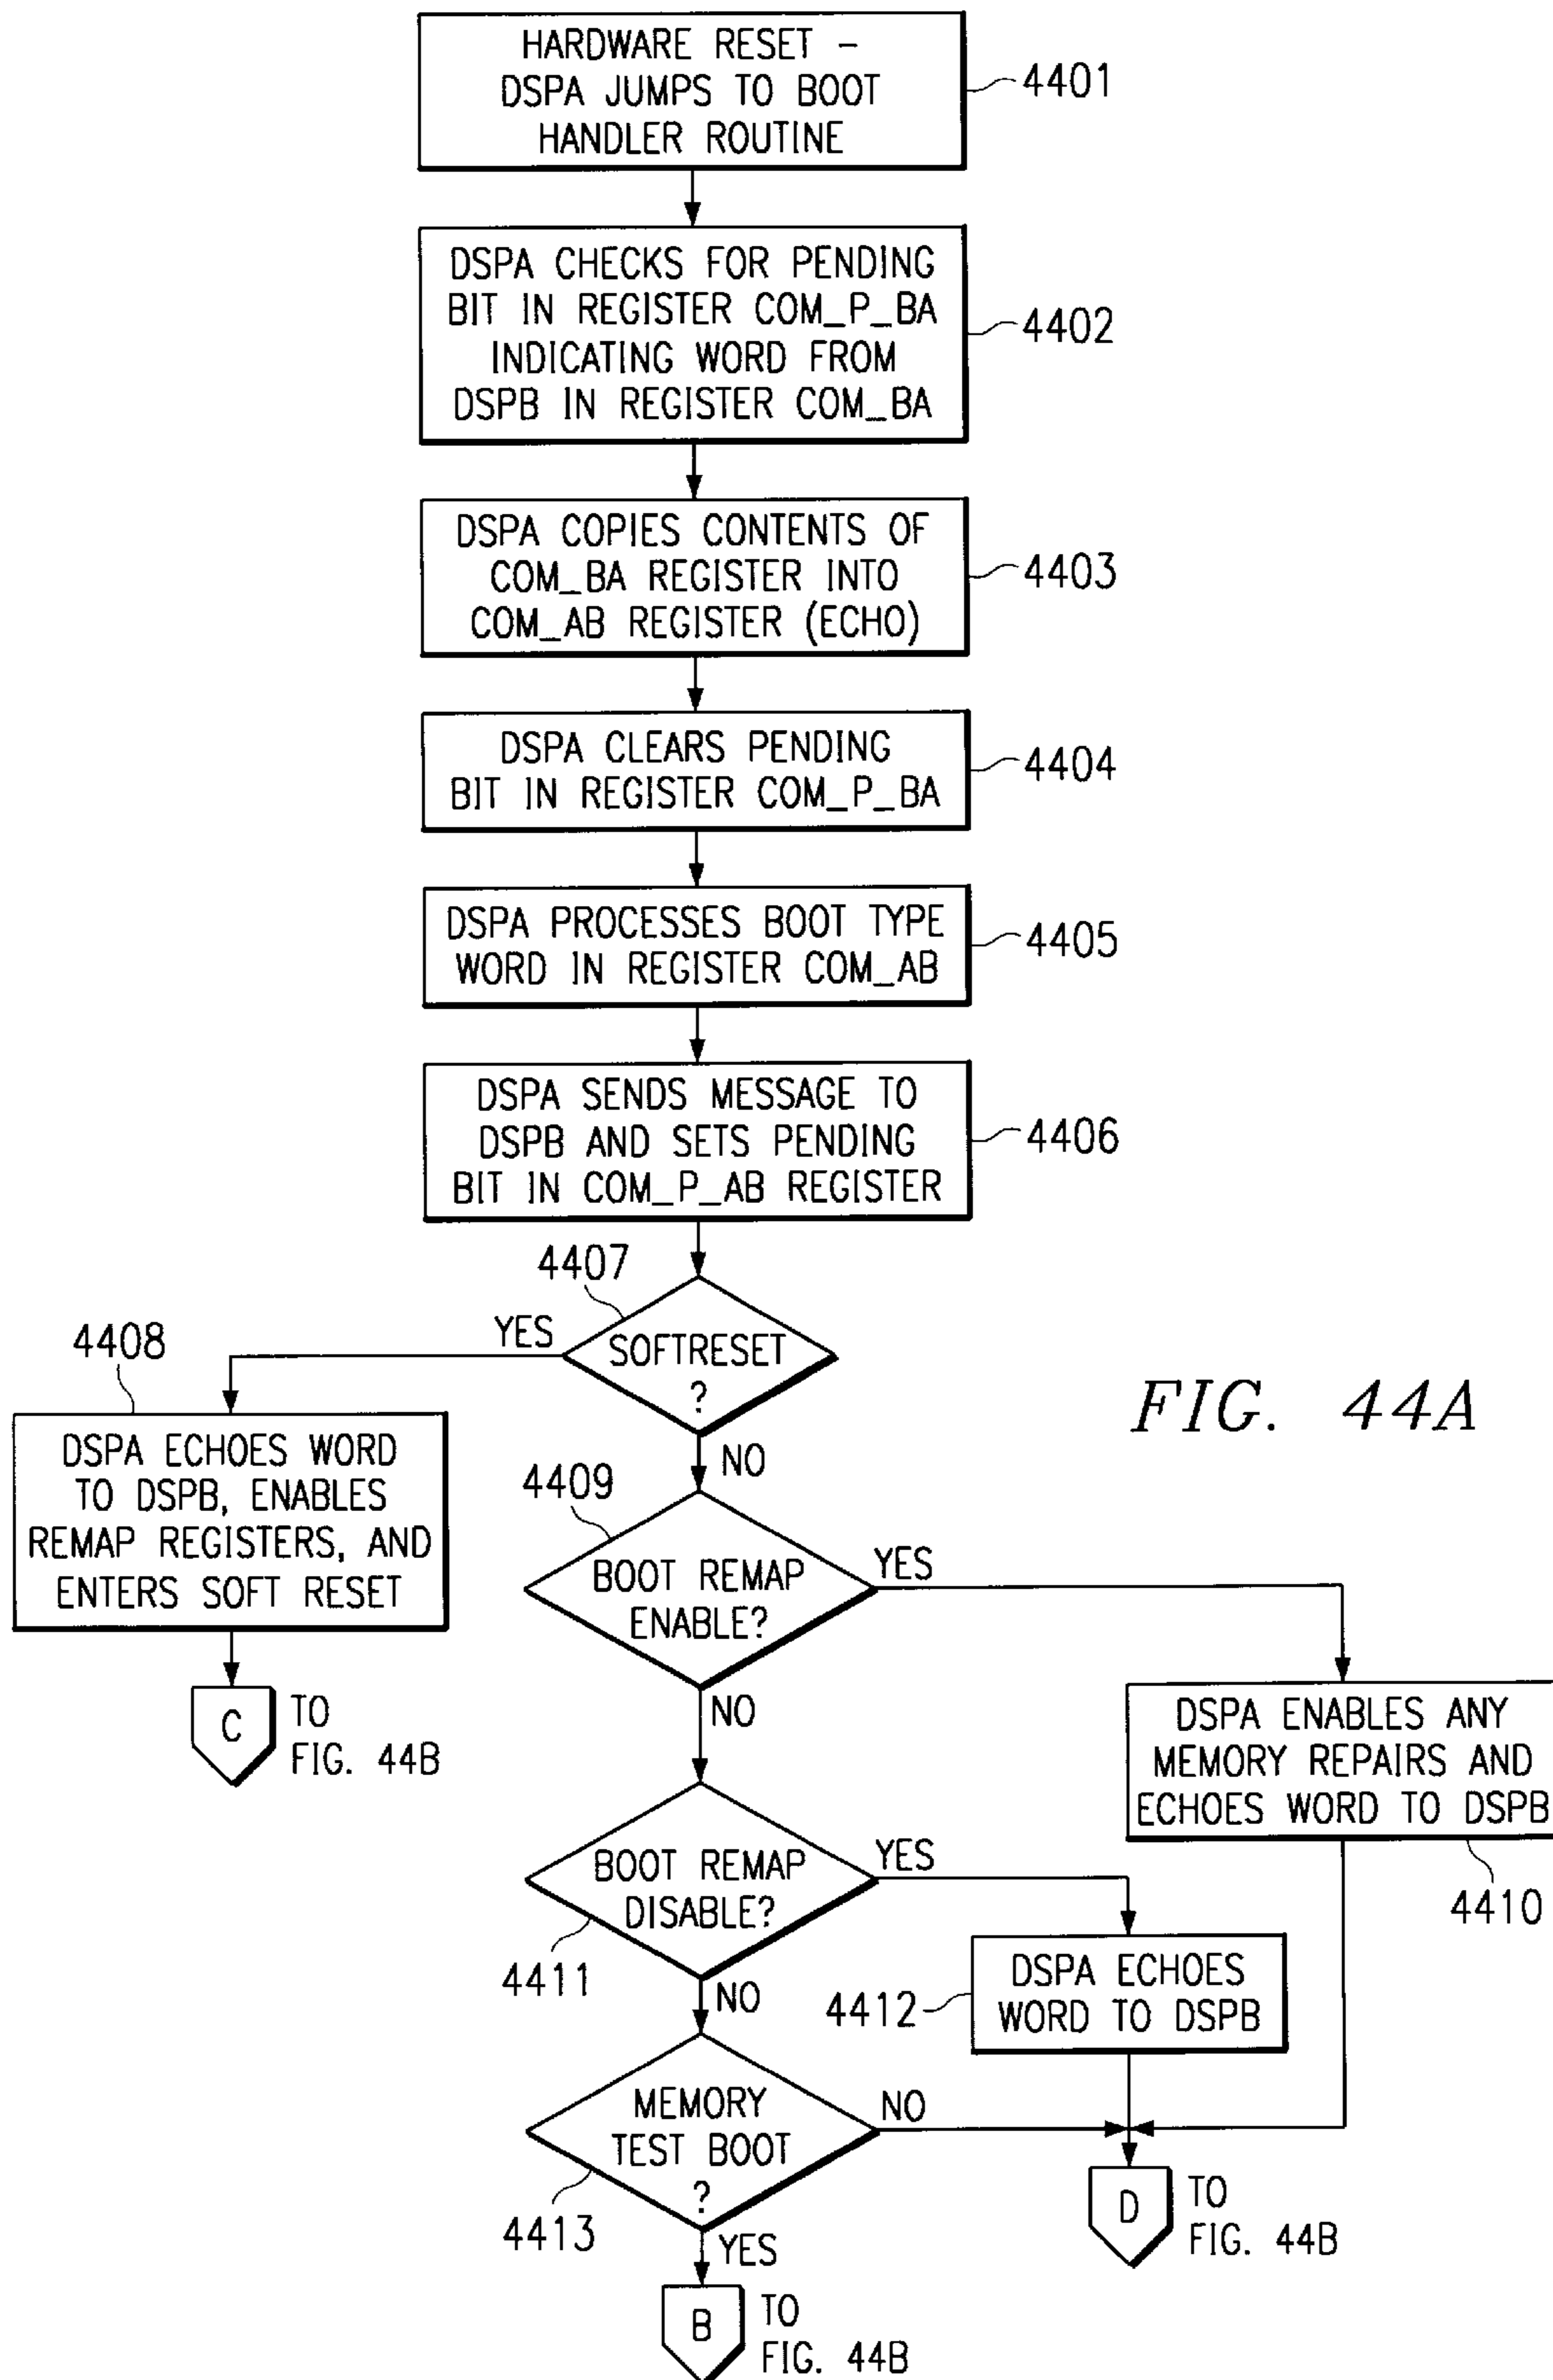 HARDWARE RESET –
DSPA JUMPS TO BOOT
HANDLER ROUTINE
4401
DSPA CHECKS FOR PENDING
BIT IN REGISTER COM_P_BA
INDICATING WORD FROM
DSPB IN REGISTER COM_BA
4402
DSPA COPIES CONTENTS OF
COM_BA REGISTER INTO
COM_AB REGISTER (ECHO)
4403
DSPA CLEARS PENDING
BIT IN REGISTER COM_P_BA
4404
DSPA PROCESSES BOOT TYPE
WORD IN REGISTER COM_AB
4405
DSPA SENDS MESSAGE TO
DSPB AND SETS PENDING
BIT IN COM_P_AB REGISTER
4406
4407
SOFTRESET
?
YES
NO
4408
DSPA ECHOES WORD
TO DSPB, ENABLES
REMAP REGISTERS, AND
ENTERS SOFT RESET
C
TO
FIG. 44B
FIG. 44A
4409
BOOT REMAP
ENABLE?
YES
NO
DSPA ENABLES ANY
MEMORY REPAIRS AND
ECHOES WORD TO DSPB
4410
BOOT REMAP
DISABLE?
YES
4411
NO
4412
DSPA ECHOES
WORD TO DSPB
MEMORY
TEST BOOT
?
NO
4413
YES
D
TO
FIG. 44B
B
TO
FIG. 44B